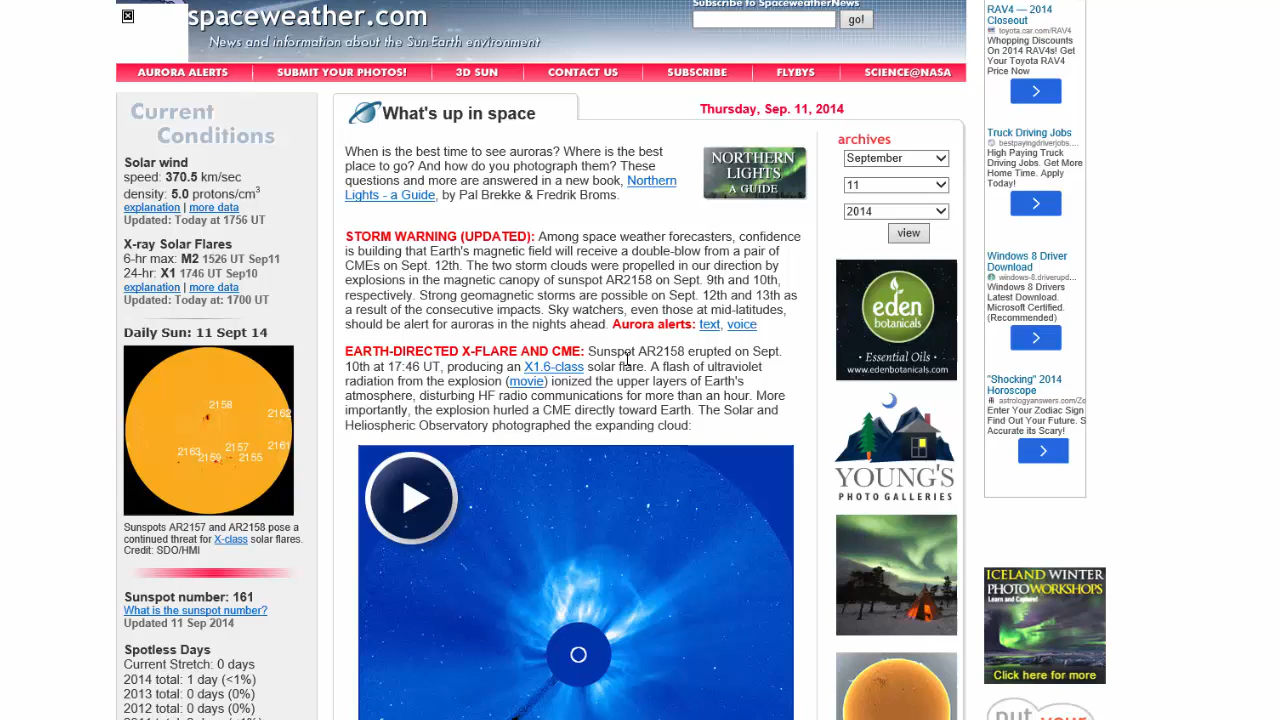 spaceweather.com
News and information about the Sun-Earth environment
Subscribe to SpaceweatherNews
go!
AURORA ALERTS
SUBMIT YOUR PHOTOS!
3D SUN
CONTACT US
SUBSCRIBE
FLYBYS
SCIENCE@NASA
Current
Conditions
Solar wind
speed: 370.5 km/sec
density: 5.0 protons/cm3
explanation | more data
Updated: Today at 1756 UT
X-ray Solar Flares
6-hr max: M2 1526 UT Sep11
24-hr: X1 1746 UT Sep10
explanation | more data
Updated: Today at: 1700 UT
Daily Sun: 11 Sept 14
2158
2162
2163
2157
2161
2159
2155
Sunspots AR2157 and AR2158 pose a
continued threat for X-class solar flares.
Credit: SDO/HMI
Sunspot number: 161
What is the sunspot number?
Updated 11 Sep 2014
Spotless Days
Current Stretch: 0 days
2014 total: 1 day (<1%)
2013 total: 0 days (0%)
2012 total: 0 days (0%)
What's up in space
Thursday, Sep. 11, 2014
When is the best time to see auroras? Where is the best
place to go? And how do you photograph them? These
questions and more are answered in a new book, Northern
Lights - a Guide, by Pal Brekke & Fredrik Broms.
NORTHERN
LIGHTS
A GUIDE
STORM WARNING (UPDATED): Among space weather forecasters, confidence
is building that Earth's magnetic field will receive a double-blow from a pair of
CMEs on Sept. 12th. The two storm clouds were propelled in our direction by
explosions in the magnetic canopy of sunspot AR2158 on Sept. 9th and 10th,
respectively. Strong geomagnetic storms are possible on Sept. 12th and 13th as
a result of the consecutive impacts. Sky watchers, even those at mid-latitudes,
should be alert for auroras in the nights ahead. Aurora alerts: text, voice
EARTH-DIRECTED X-FLARE AND CME: Sunspot AR2158 erupted on Sept.
10th at 17:46 UT, producing an X1.6-class solar flare. A flash of ultraviolet
radiation from the explosion (movie) ionized the upper layers of Earth's
atmosphere, disturbing HF radio communications for more than an hour. More
importantly, the explosion hurled a CME directly toward Earth. The Solar and
Heliospheric Observatory photographed the expanding cloud:
archives
September
11
2014
view
eden
botanicals
Essential Oils
www.edenbotanicals.com
YOUNG'S
PHOTO GALLERIES
RAV4 — 2014
Closeout
toyota.car.com/RAV4
Whopping Discounts
On 2014 RAV4s! Get
Your Toyota RAV4
Price Now
Truck Driving Jobs
bestpayingdriverjobs....
High Paying Truck
Driving Jobs. Get More
Home Time. Apply
Today!
Windows 8 Driver
Download
windows-8.driverupd...
Windows 8 Drivers
Latest Download.
Microsoft Certified.
(Recommended)
"Shocking" 2014
Horoscope
astrologyanswers.com/Zo
Enter Your Zodiac Sign
Find Out Your Future. S
Accurate its Scary!
ICELAND WINTER
PHOTO WORKSHOPS
Learn and Capture!
Click here for more
put
YOUR